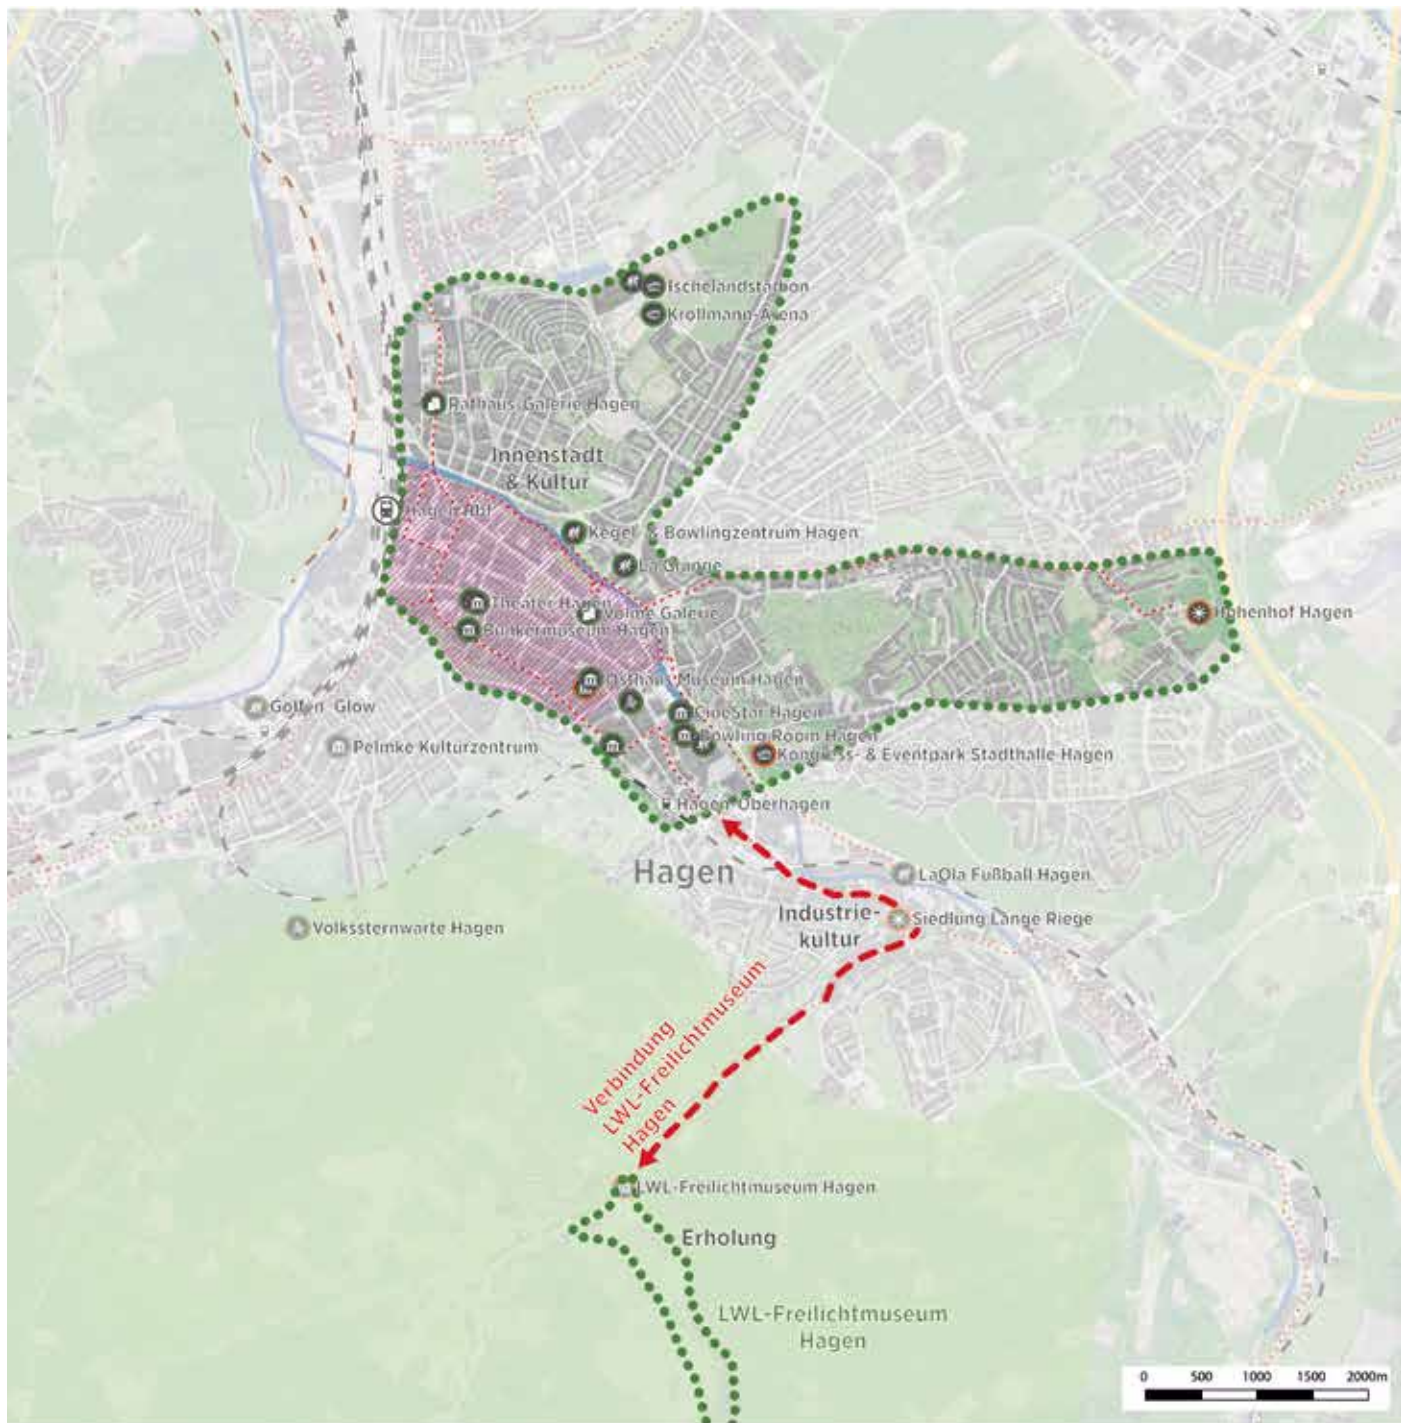 Ischelandstadion
Krollmann-Arena
Rathaus-Galerie Hagen
Innenstadt
& Kultur
Hagen Hbf
Kegel- & Bowlingzentrum Hagen
La Grange
Theater Hagen
Volme Galerie
Bunkermuseum Hagen
Hohenhof Hagen
Osthaus Museum Hagen
Golfen Glow
CineStar Hagen
Bowling Room Hagen
Pelmke Kulturzentrum
Kongress- & Eventpark Stadthalle Hagen
Hagen-Oberhagen
Hagen
LaOla Fußball Hagen
Industrie-
kultur
Siedlung Lange Riege
Volkssternwarte Hagen
Verbindung
LWL-Freilichtmuseum
Hagen
LWL-Freilichtmuseum Hagen
Erholung
LWL-Freilichtmuseum
Hagen
0 500 1000 1500 2000m